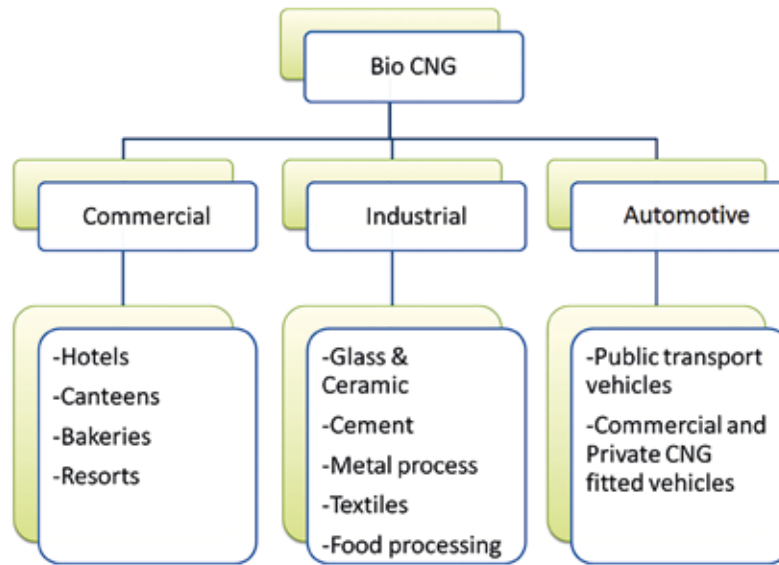 Bio CNG
Commercial
Industrial
Automotive
-Hotels
-Canteens
-Bakeries
-Resorts
-Glass &
Ceramic
-Cement
-Metal process
-Textiles
-Food processing
-Public transport
vehicles
-Commercial and
Private CNG
fitted vehicles